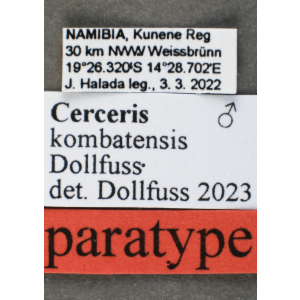 NAMIBIA, Kunene Reg
30 km NWW Weissbrünn
19°26.320'S 14°28.702'E
J. Halada leg., 3. 3. 2022
Cerceris ♂
kombatensis
Dollfuss
det. Dollfuss 2023
paratype